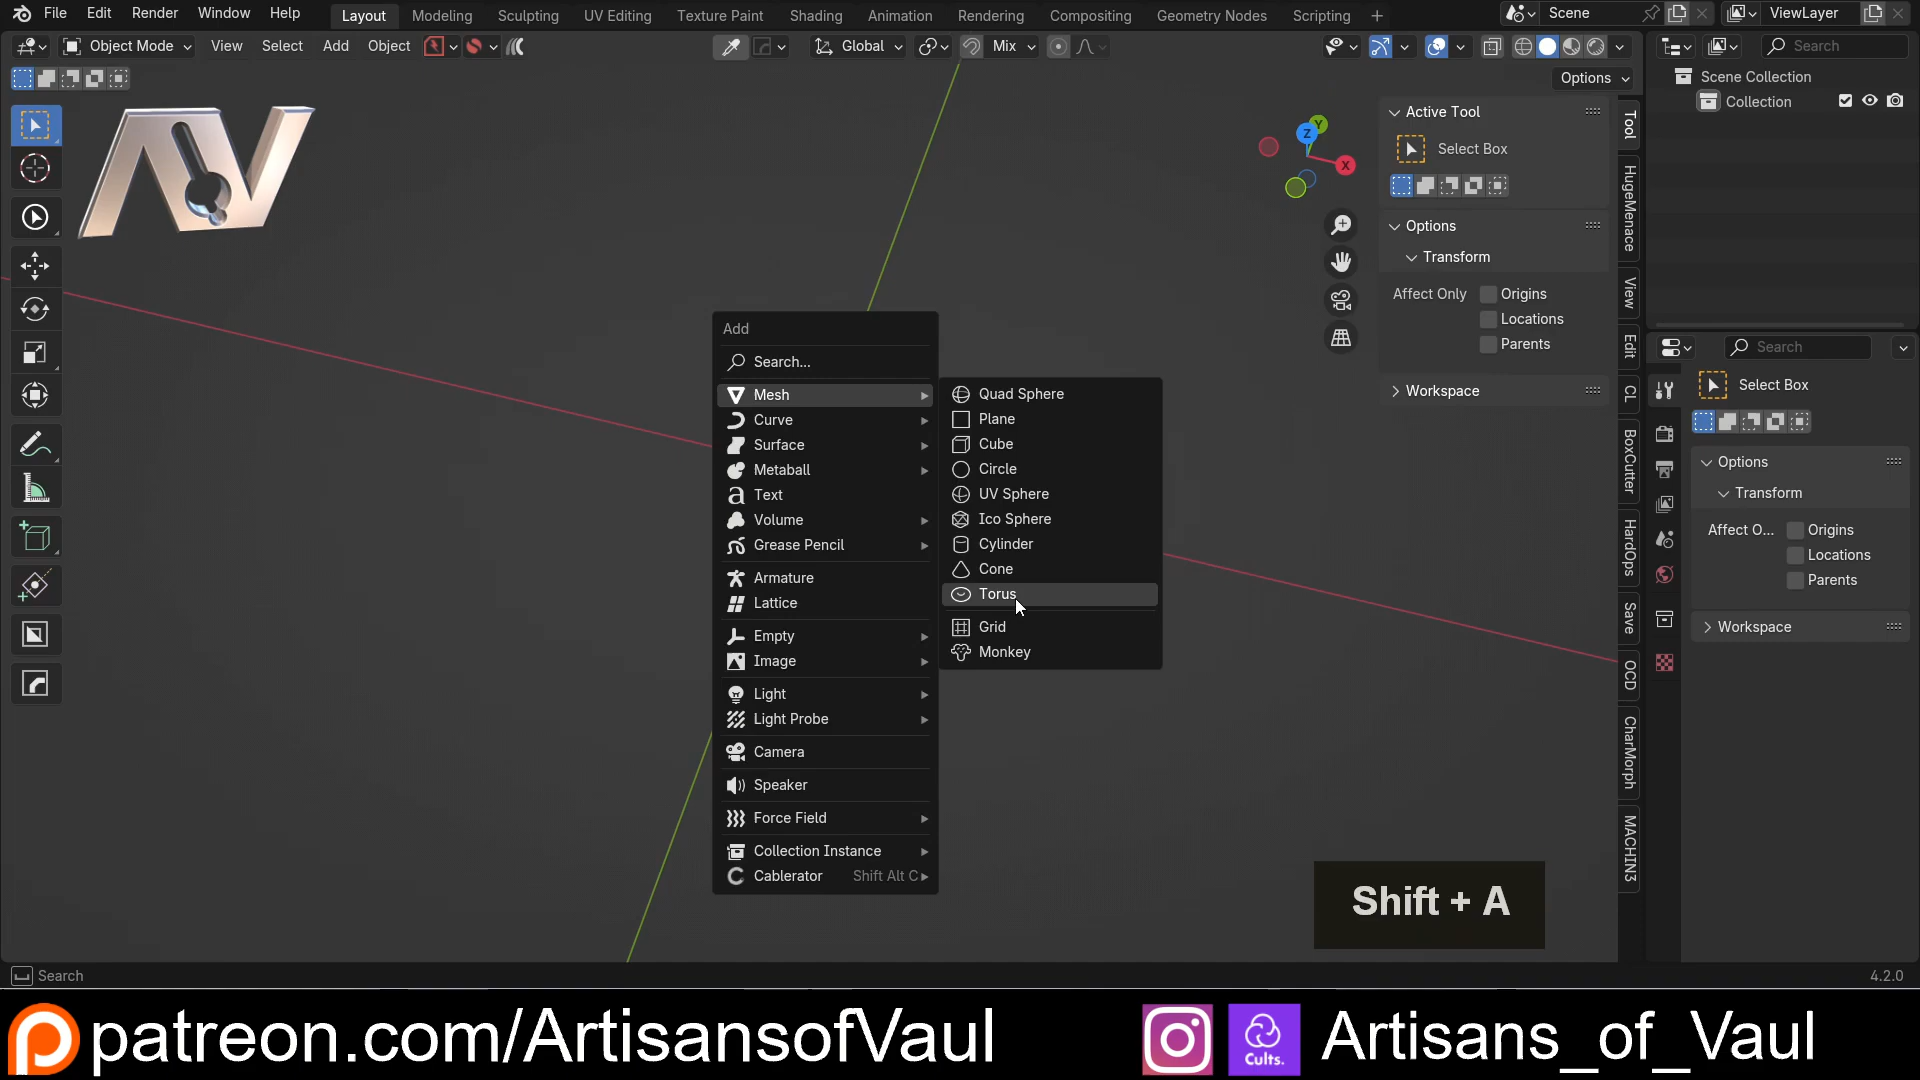 File Edit Render Window Help Layout Modeling Sculpting UV Editing Texture Paint Shading Animation Rendering Compositing Geometry Nodes Scripting + Scene ViewLayer
Object Mode View Select Add Object Global Mix Search
Options
Scene Collection
Collection
AV
Z Y X
Active Tool
Select Box
Options
Transform
Affect Only Origins
Locations
Parents
Workspace
Tool
HugeMenace
View
Edit
CL
BoxCutter
HardOps
Save
OCD
CharMorph
MACHIN3
Search
Select Box
Options
Transform
Affect O... Origins
Locations
Parents
Workspace
Add
Search...
Mesh
Curve
Surface
Metaball
Text
Volume
Grease Pencil
Armature
Lattice
Empty
Image
Light
Light Probe
Camera
Speaker
Force Field
Collection Instance
Cablerator Shift Alt C
Quad Sphere
Plane
Cube
Circle
UV Sphere
Ico Sphere
Cylinder
Cone
Torus
Grid
Monkey
Shift + A
Search 4.2.0
patreon.com/ArtisansofVaul Cults. Artisans_of_Vaul